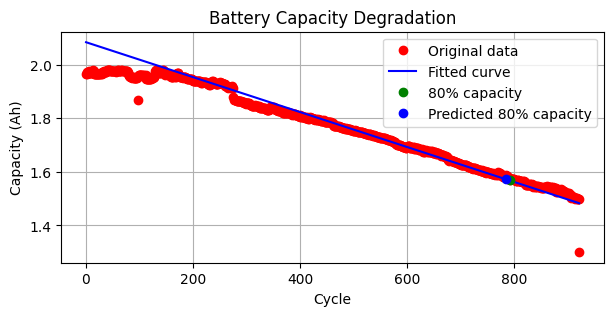 Battery Capacity Degradation
Original data
Fitted curve
80% capacity
Predicted 80% capacity
Capacity (Ah)
2.0
1.8
1.6
1.4
0
200
400
600
800
Cycle